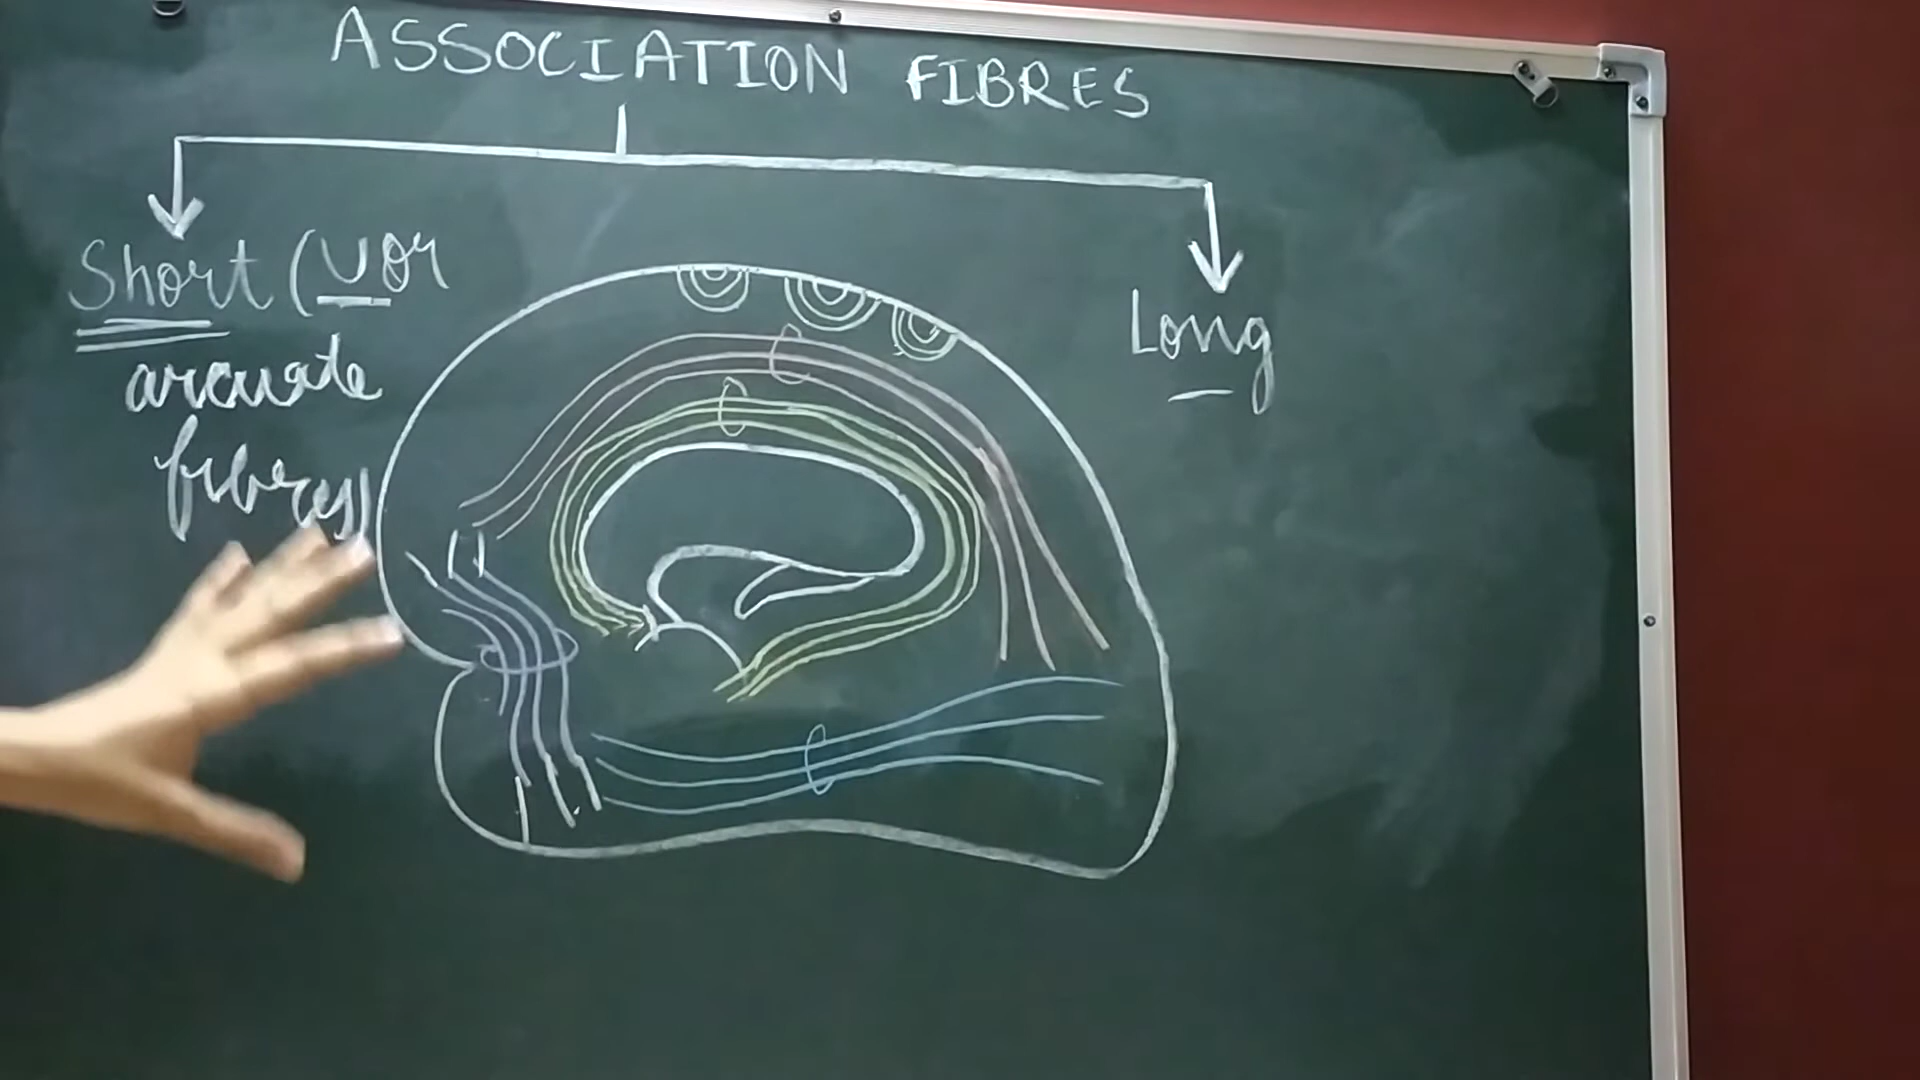 ASSOCIATION FIBRES
Short (U or
arcuate
fibres)
Long